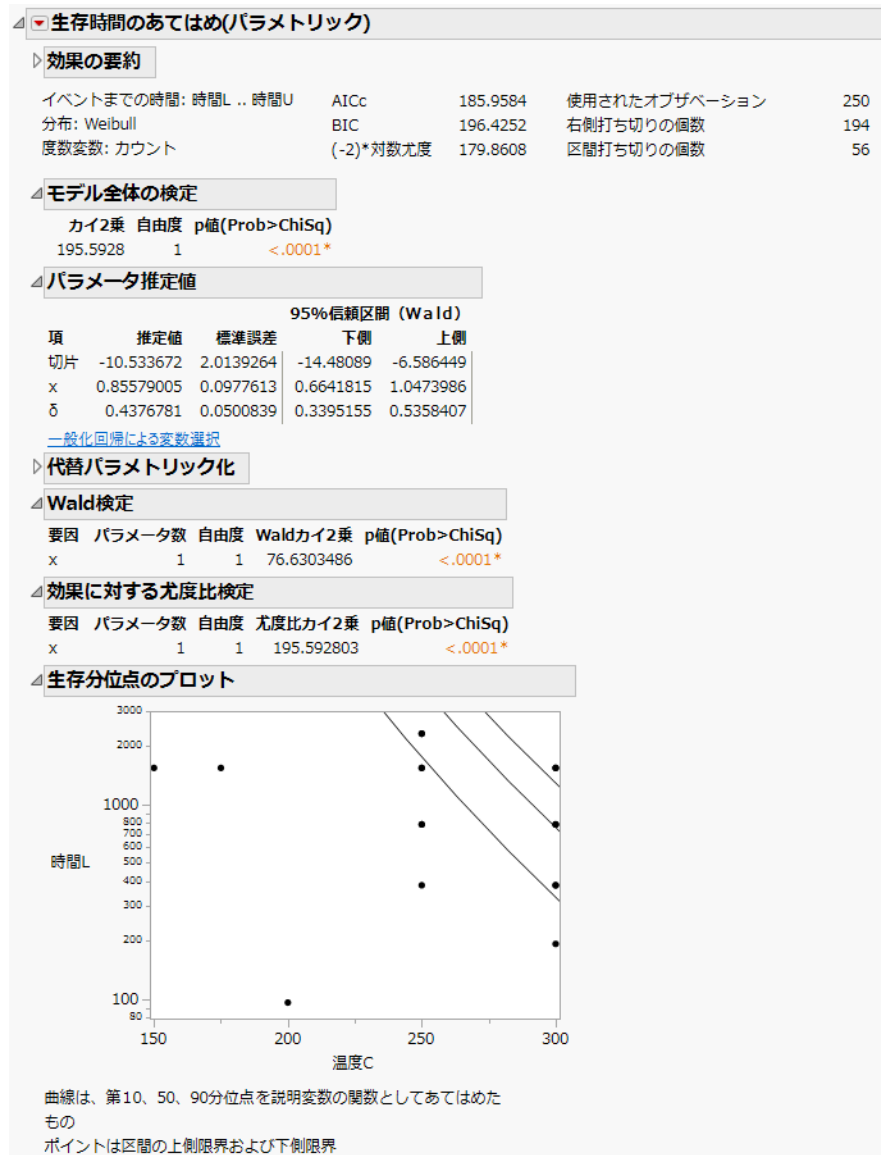 生存時間のあてはめ(パラメトリック)
効果の要約
イベントまでの時間: 時間L .. 時間U AICc 185.9584 使用されたオブザベーション 250
分布: Weibull BIC 196.4252 右側打ち切りの個数 194
度数変数: カウント (-2)*対数尤度 179.8608 区間打ち切りの個数 56
モデル全体の検定
カイ2乗 自由度 p値(Prob>ChiSq)
195.5928 1 <.0001*
パラメータ推定値
95%信頼区間 (Wald)
項 推定値 標準誤差 下側 上側
切片 -10.533672 2.0139264 -14.48089 -6.586449
x 0.85579005 0.0977613 0.6641815 1.0473986
δ 0.4376781 0.0500839 0.3395155 0.5358407
一般化回帰による変数選択
代替パラメトリック化
Wald検定
要因 パラメータ数 自由度 Waldカイ2乗 p値(Prob>ChiSq)
x 1 1 76.6303486 <.0001*
効果に対する尤度比検定
要因 パラメータ数 自由度 尤度比カイ2乗 p値(Prob>ChiSq)
x 1 1 195.592803 <.0001*
生存分位点のプロット
3000
2000
1000
800
700
600
時間L
500
400
300
200
100
80
150 200 250 300
温度C
曲線は、第10、50、90分位点を説明変数の関数としてあてはめた
もの
ポイントは区間の上側限界および下側限界